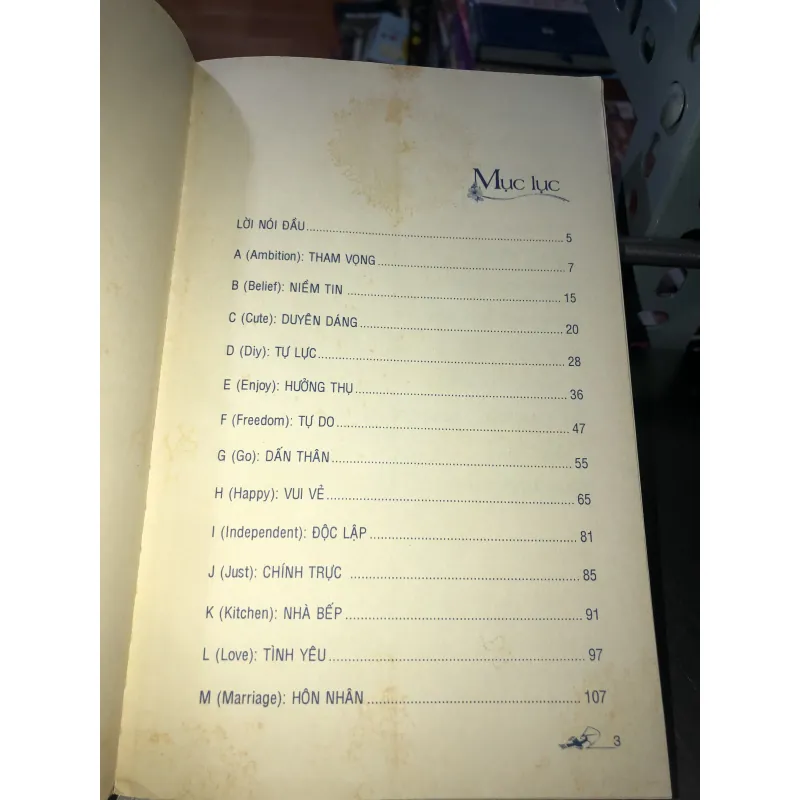 Mục lục
LỜI NÓI ĐẦU........................................................................5
A (Ambition): THAM VỌNG......................................................7
B (Belief): NIỀM TIN ................................................................15
C (Cute): DUYÊN DÁNG...........................................................20
D (Diy): TỰ LỰC.......................................................................28
E (Enjoy): HƯỞNG THỤ............................................................36
F (Freedom): TỰ DO..................................................................47
G (Go): DẤN THÂN...................................................................55
H (Happy): VUI VẺ....................................................................65
I (Independent): ĐỘC LẬP..........................................................81
J (Just): CHÍNH TRỰC ..............................................................85
K (Kitchen): NHÀ BẾP...............................................................91
L (Love): TÌNH YÊU..................................................................97
M (Marriage): HÔN NHÂN.........................................................107
3